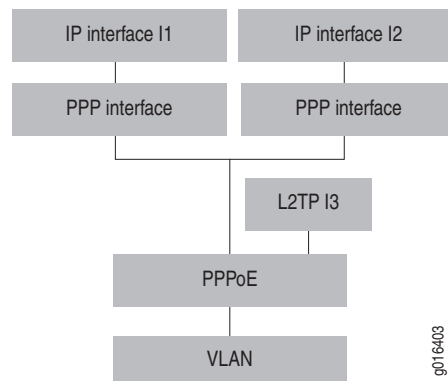 IP interface I1
IP interface I2
PPP interface
PPP interface
L2TP I3
PPPoE
VLAN
g016403